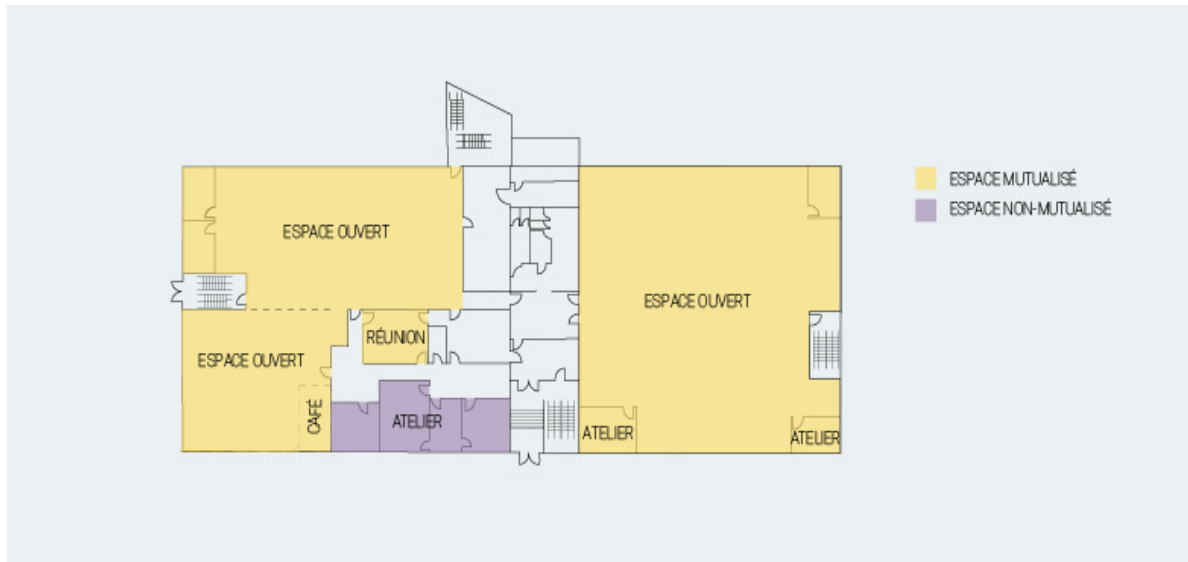 ESPACE MUTUALISÉ
ESPACE NON-MUTUALISÉ
ESPACE OUVERT
ESPACE OUVERT
RÉUNION
ESPACE OUVERT
CAFÉ
ATELIER
ATELIER
ATELIER